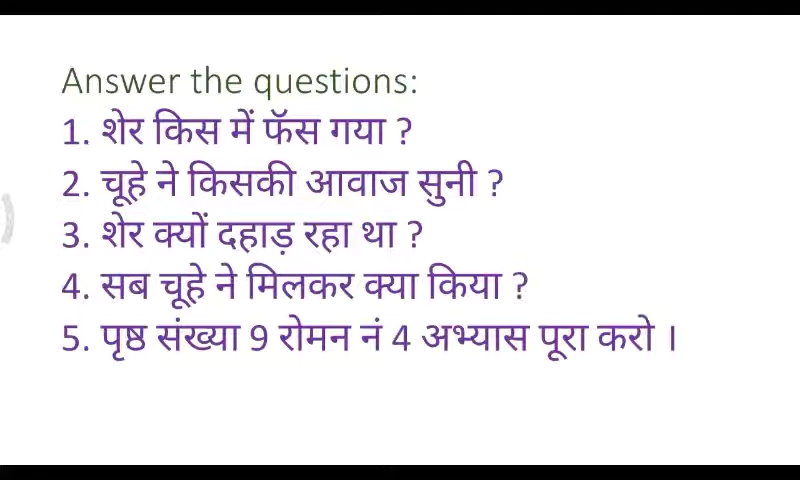 Answer the questions:
1. शेर किस में फॅस गया ?
2. चूहे ने किसकी आवाज सुनी ?
3. शेर क्यों दहाड़ रहा था ?
4. सब चूहे ने मिलकर क्या किया ?
5. पृष्ठ संख्या 9 रोमन नं 4 अभ्यास पूरा करो ।